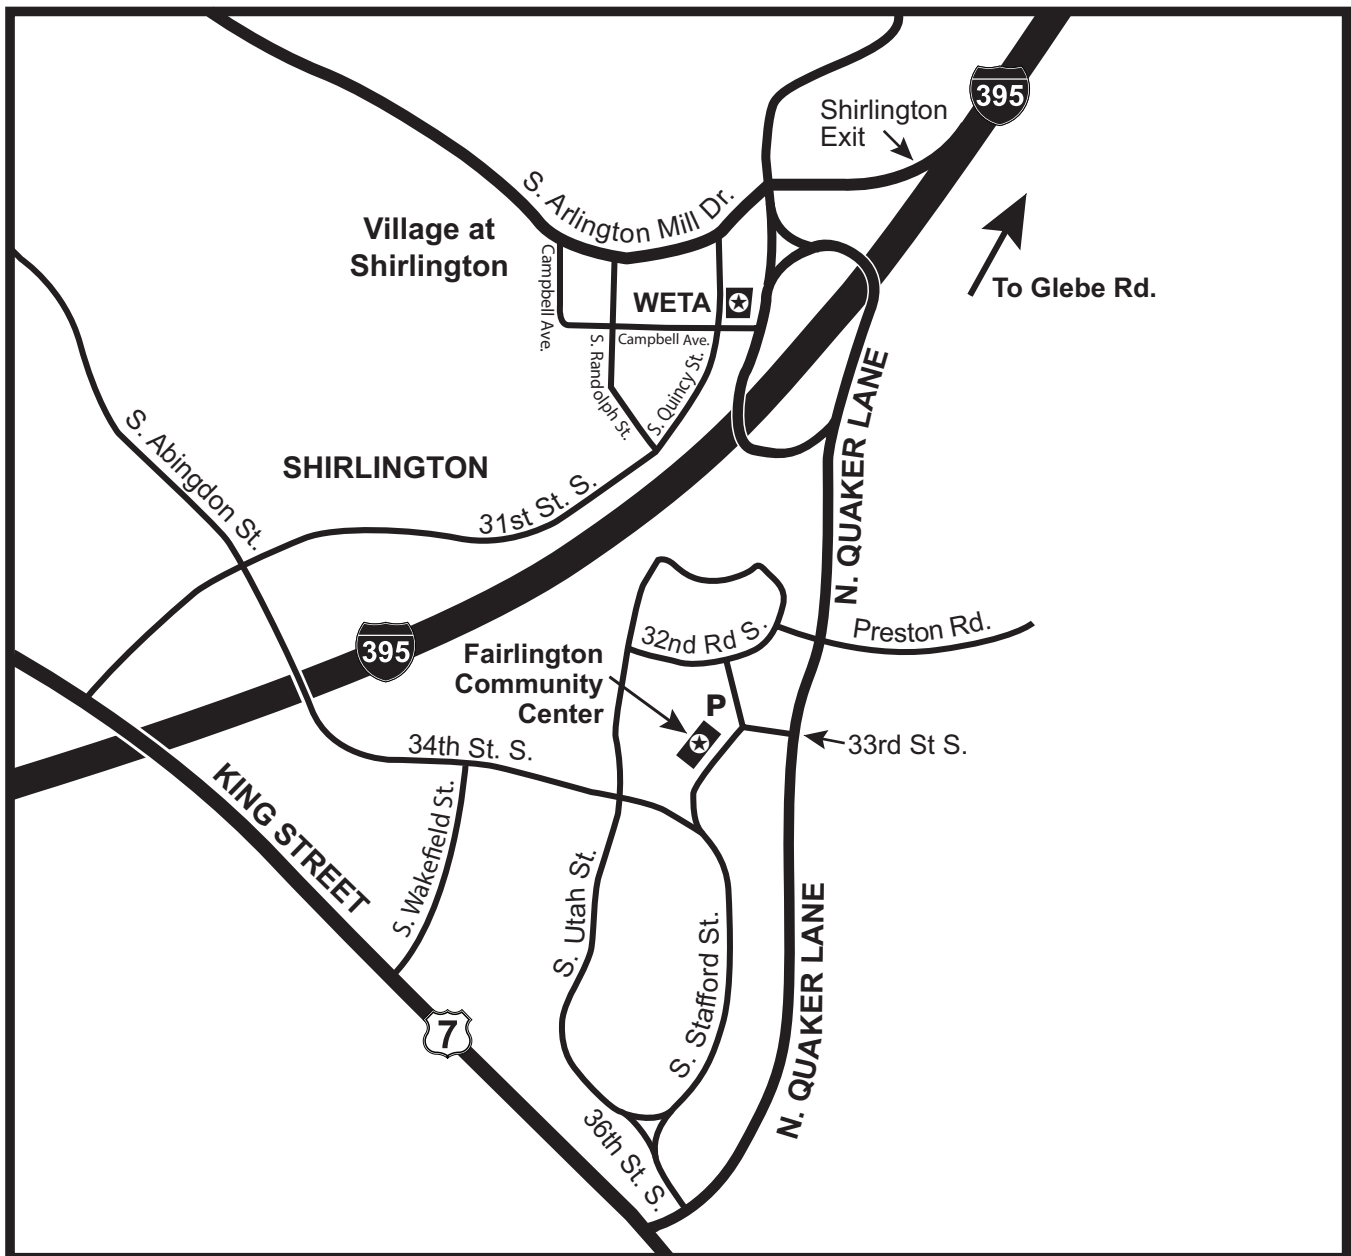 395
Shirlington
Exit
S. Arlington Mill Dr.
Village at
Shirlington
To Glebe Rd.
Campbell Ave.
WETA
Campbell Ave.
S. Randolph St.
S. Quincy St.
N. QUAKER LANE
S. Abingdon St.
SHIRLINGTON
31st St. S.
32nd Rd S.
Preston Rd.
395
Fairlington
Community
Center
P
33rd St S.
34th St. S.
KING STREET
S. Wakefield St.
S. Utah St.
S. Stafford St.
N. QUAKER LANE
7
36th St. S.